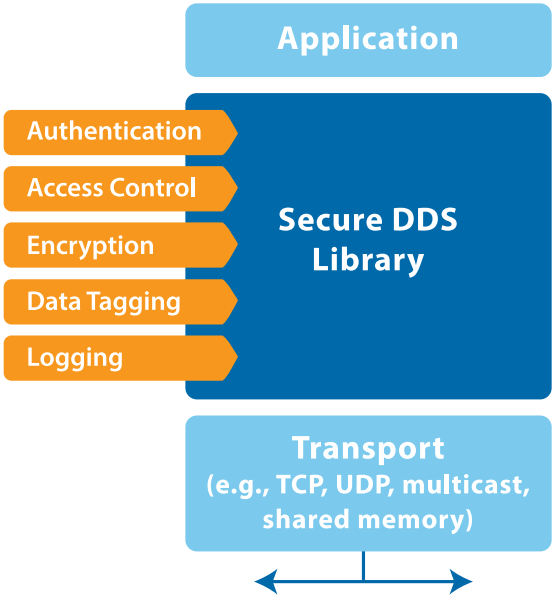 Application
Authentication
Access Control
Encryption
Data Tagging
Logging
Secure DDS
Library
Transport
(e.g., TCP, UDP, multicast,
shared memory)